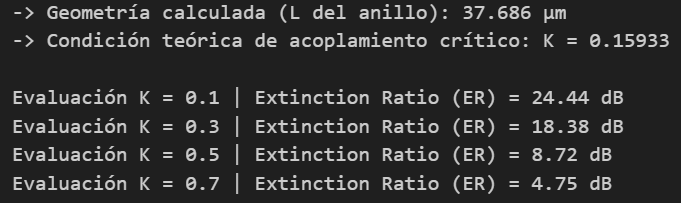 -> Geometría calculada (L del anillo): 37.686 µm
-> Condición teórica de acoplamiento crítico: K = 0.15933
Evaluación K = 0.1 | Extinction Ratio (ER) = 24.44 dB
Evaluación K = 0.3 | Extinction Ratio (ER) = 18.38 dB
Evaluación K = 0.5 | Extinction Ratio (ER) = 8.72 dB
Evaluación K = 0.7 | Extinction Ratio (ER) = 4.75 dB